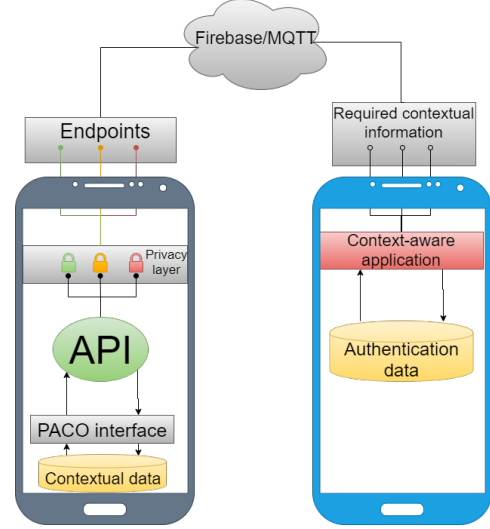 Firebase/MQTT
Endpoints
Required contextual
information
Privacy
layer
Context-aware
application
API
Authentication
data
PACO interface
Contextual data